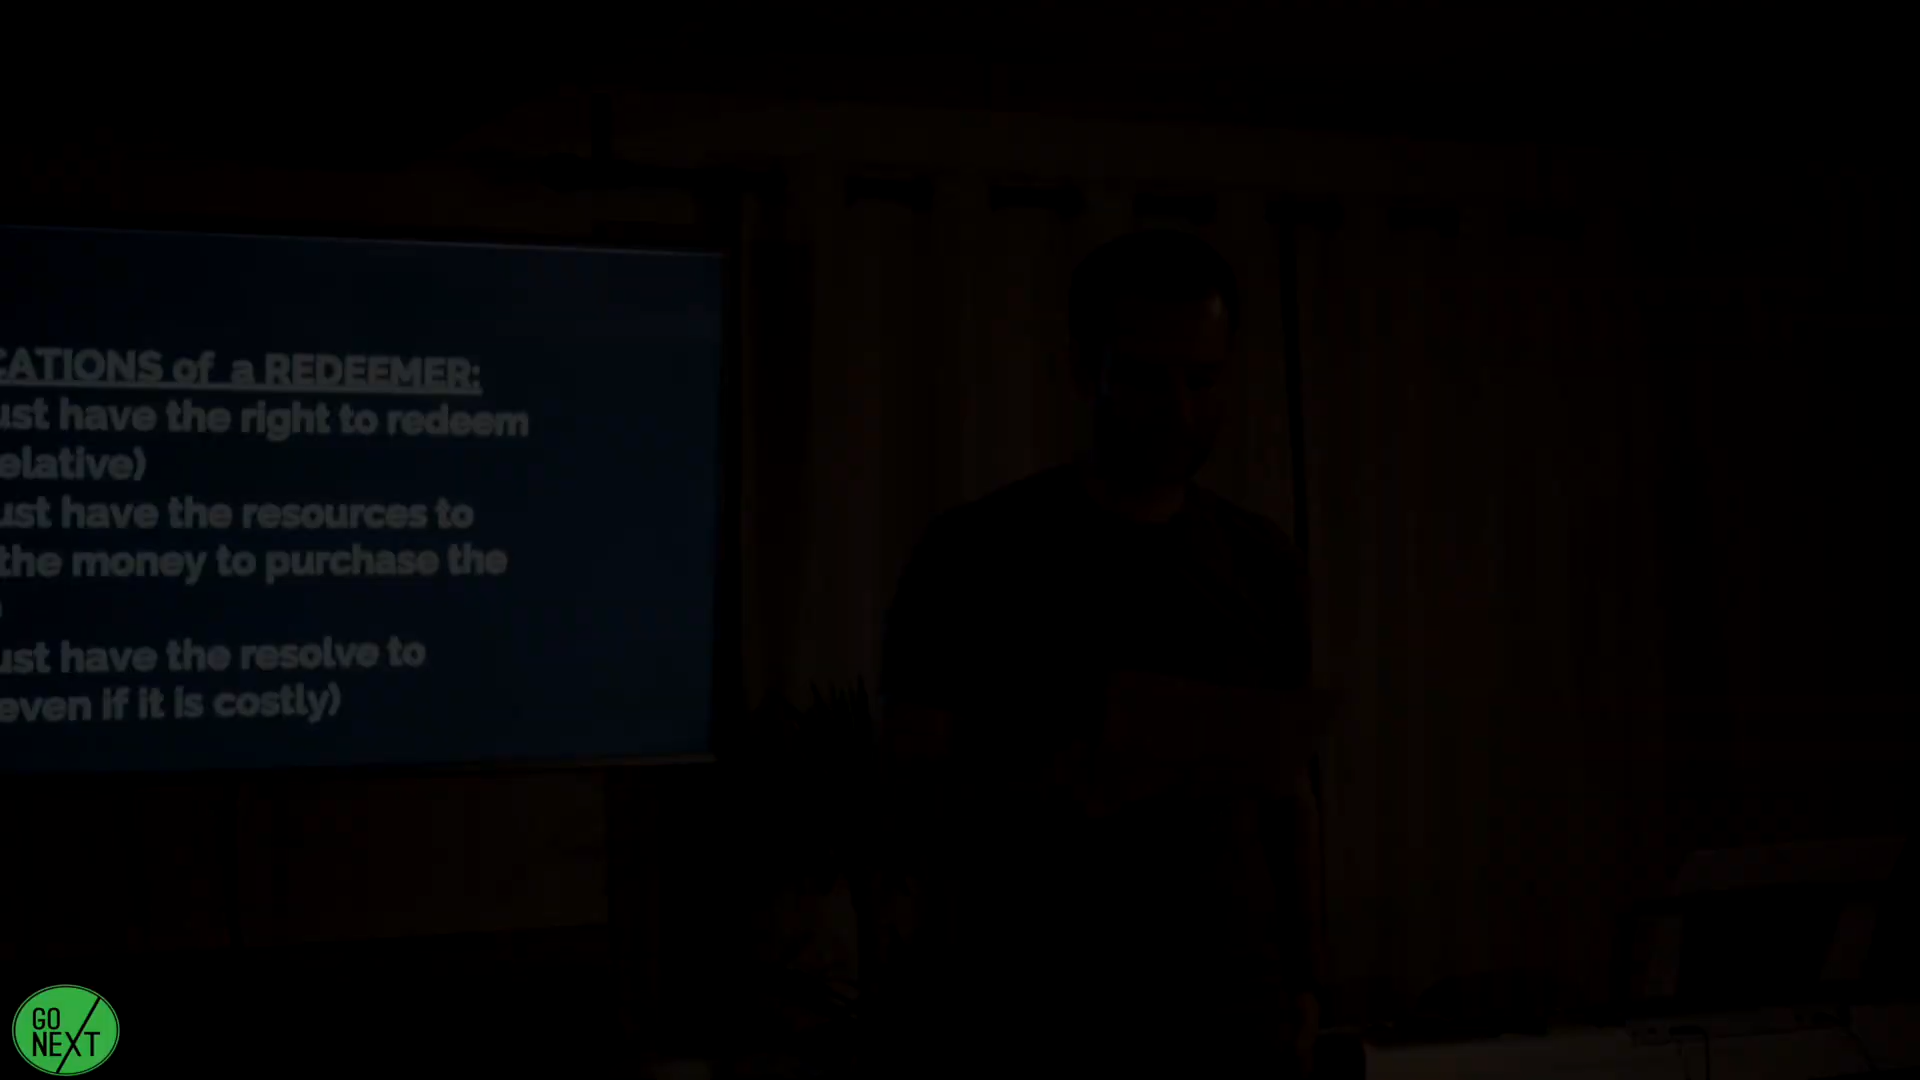 CATIONS of a REDEEMER:
ust have the right to redeem
elative)
ust have the resources to
the money to purchase the
ust have the resolve to
even if it is costly)
GO
NEXT